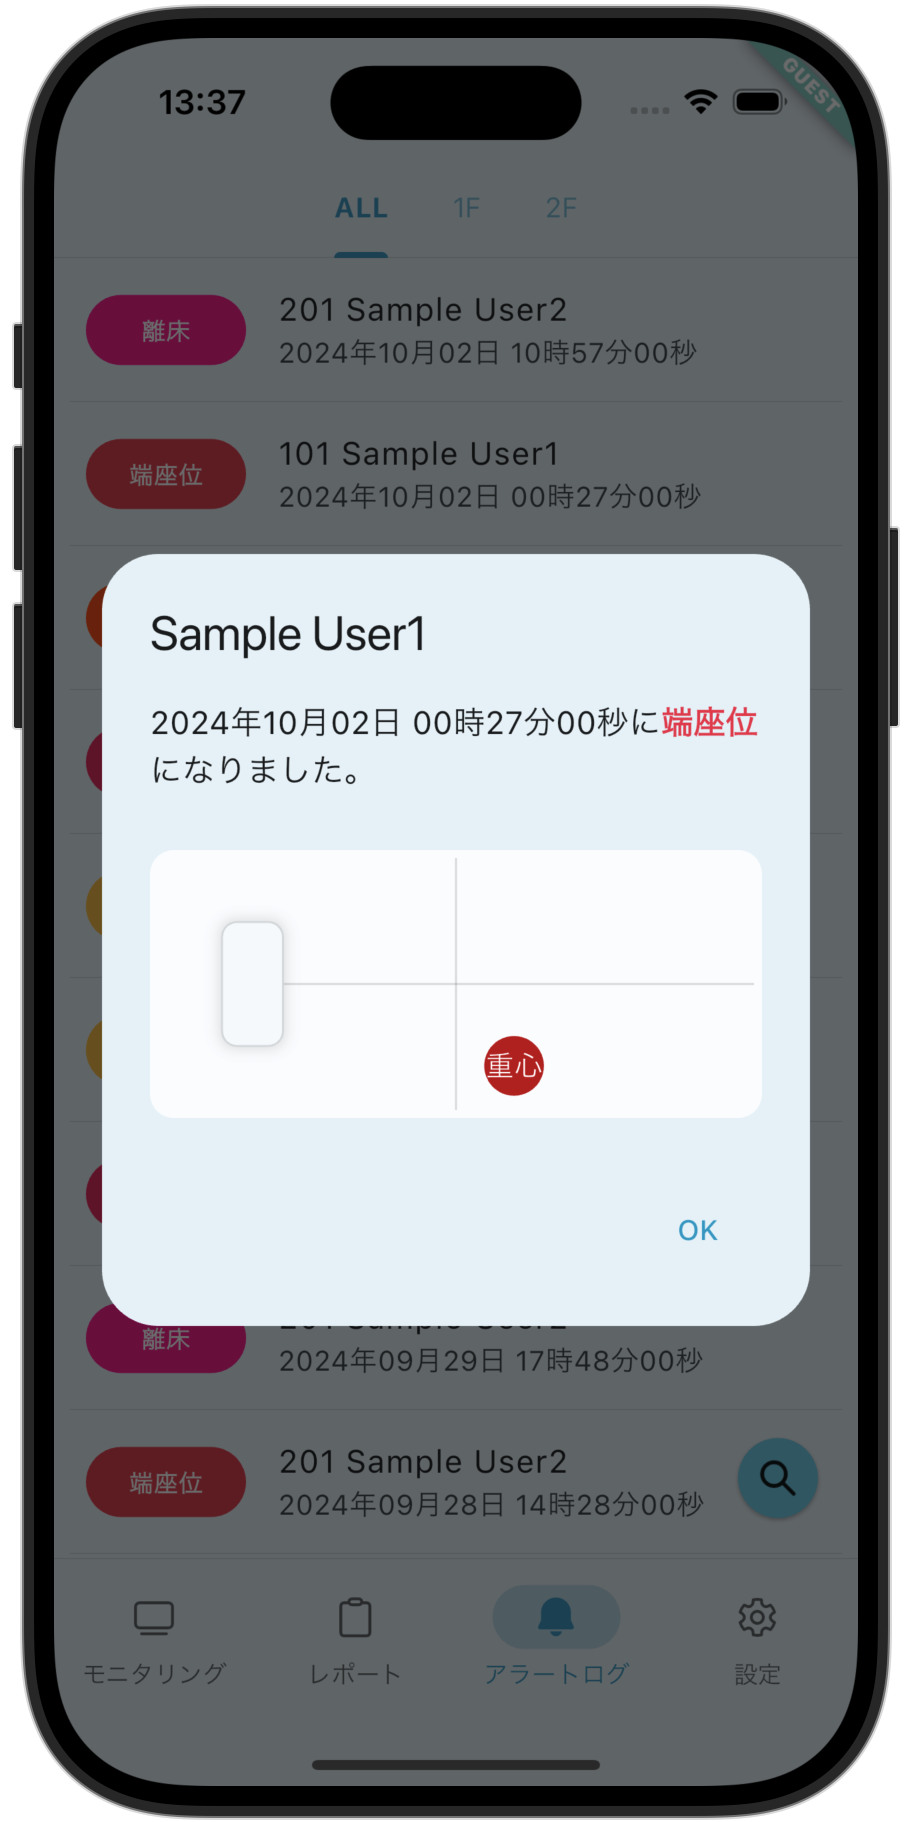 13:37
GUEST
ALL 1F 2F
離床
201 Sample User2
2024年10月02日 10時57分00秒
端座位
101 Sample User1
2024年10月02日 00時27分00秒
Sample User1
2024年10月02日 00時27分00秒に端座位
になりました。
重心
OK
離床
201 Sample User2
2024年09月29日 17時48分00秒
端座位
201 Sample User2
2024年09月28日 14時28分00秒
モニタリング レポート アラートログ 設定